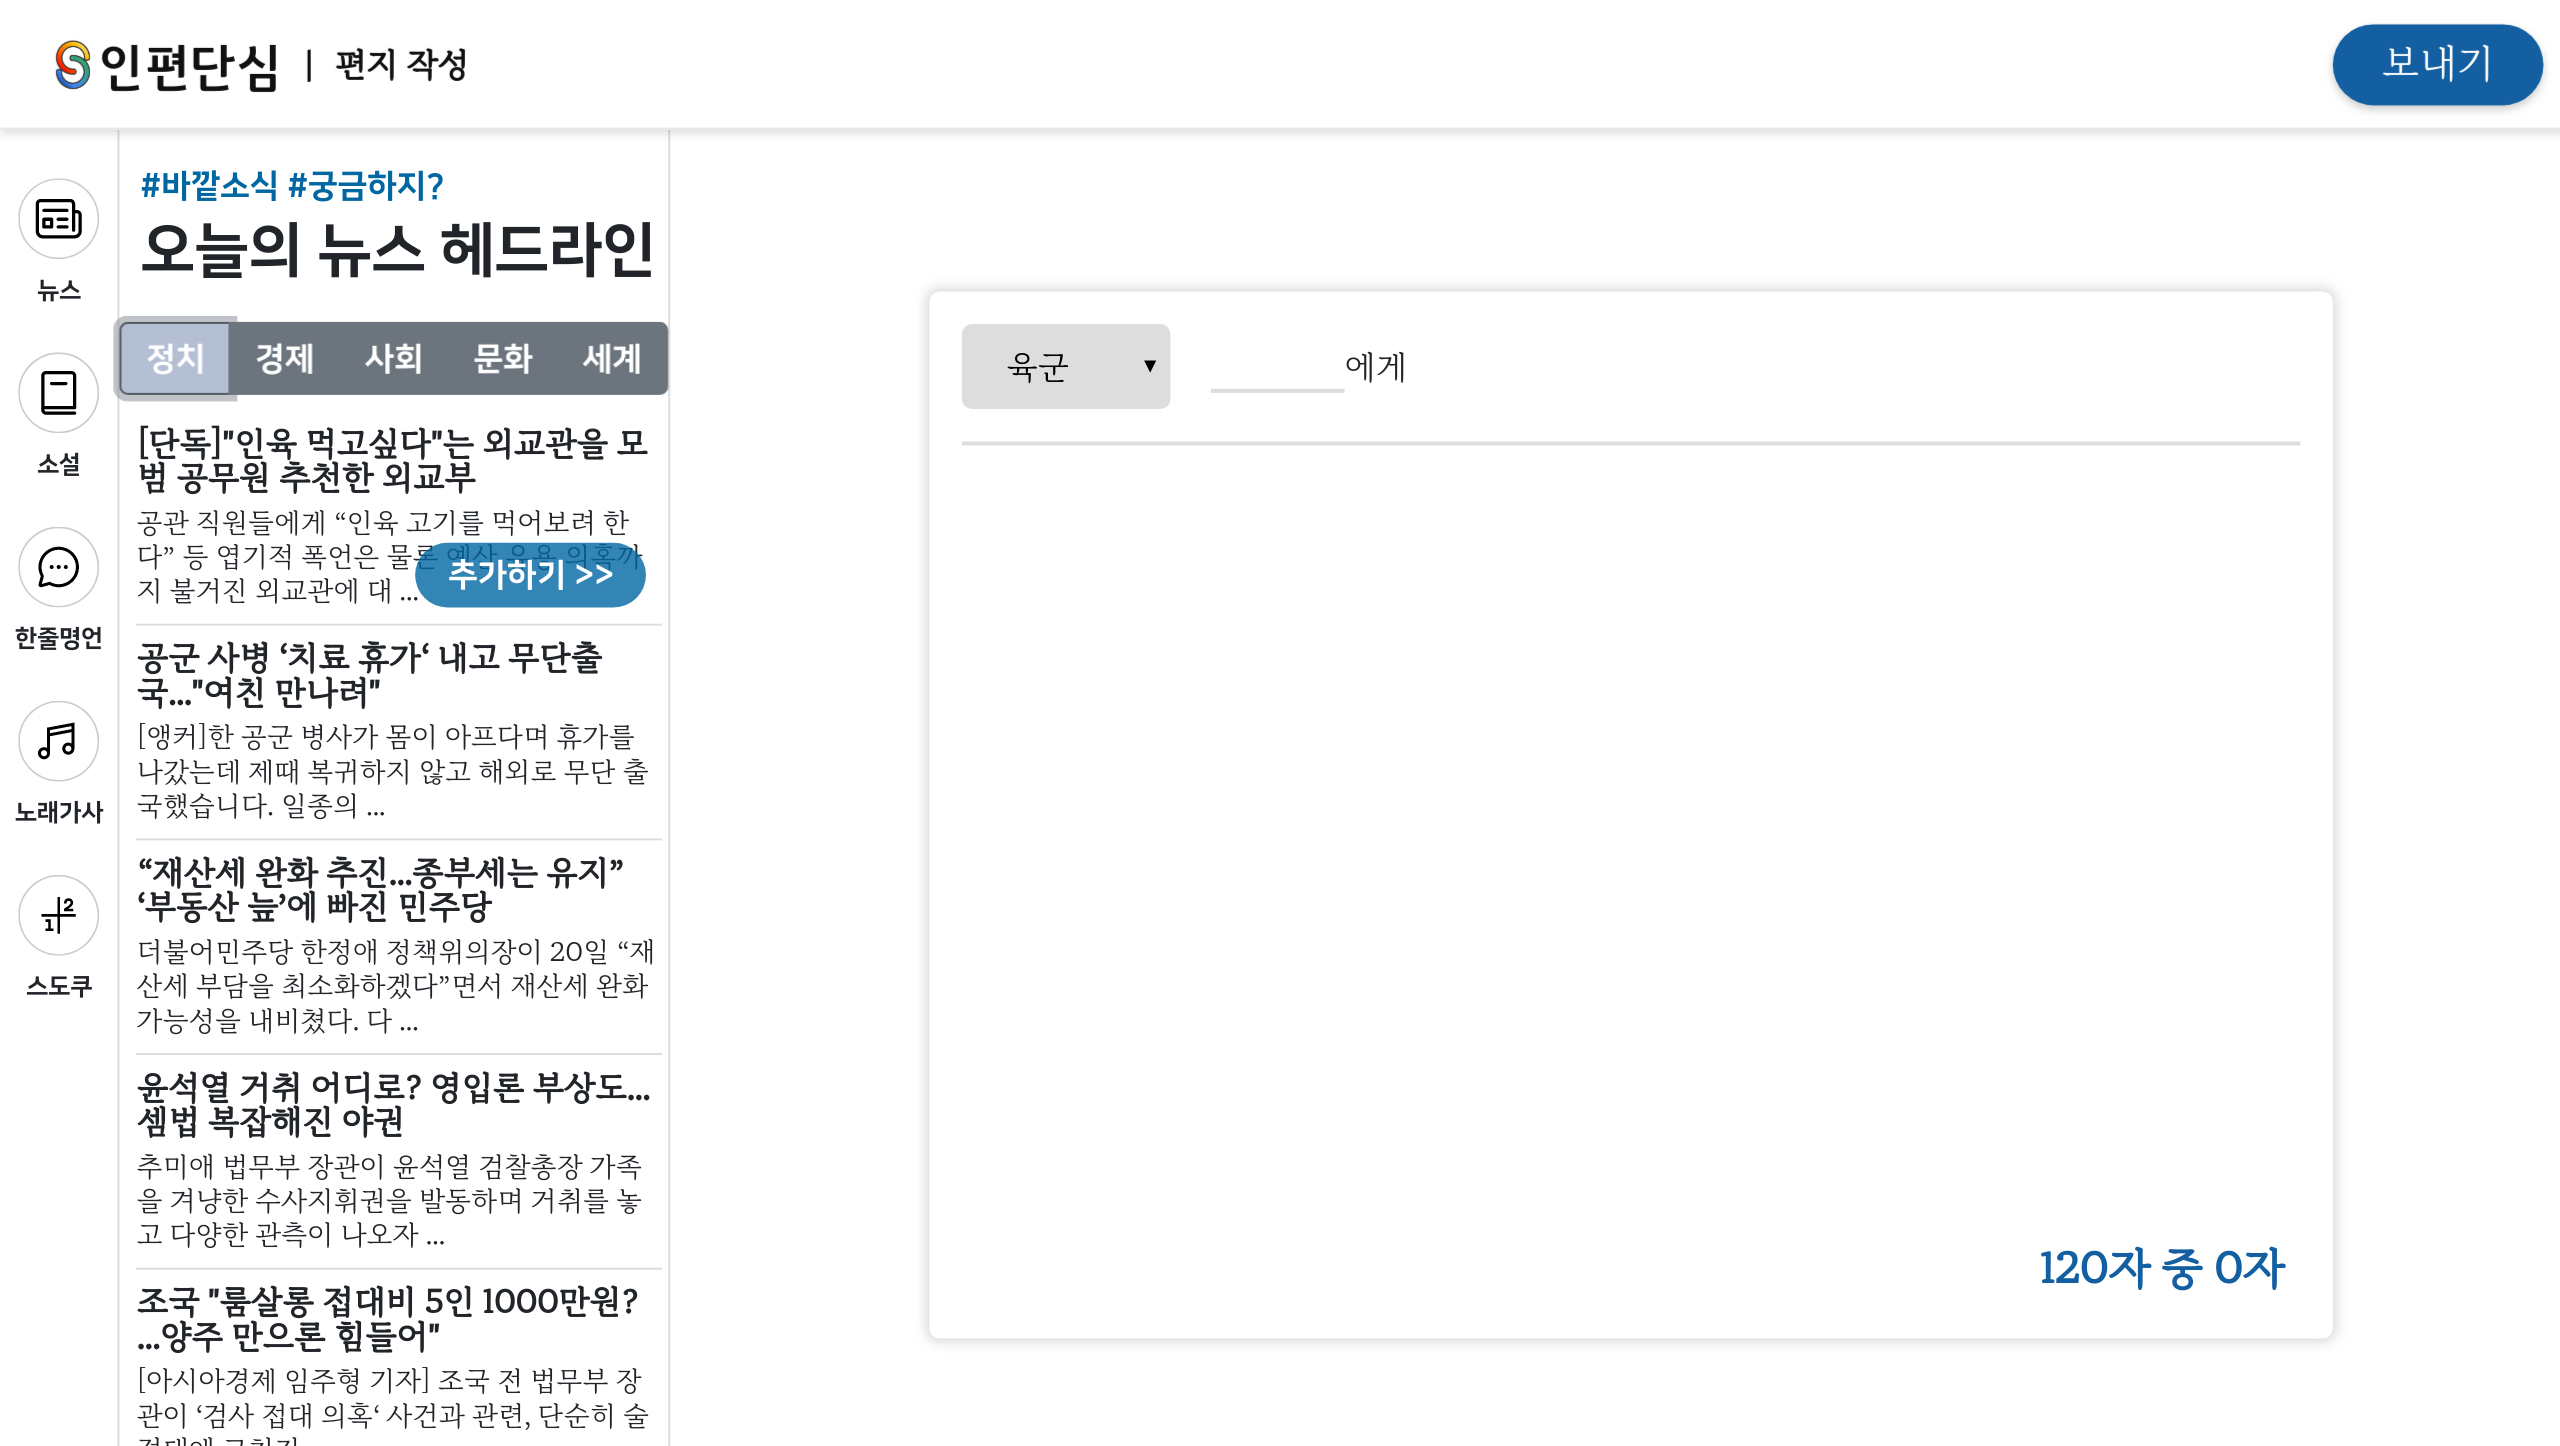 인편단심 | 편지 작성
보내기
뉴스
소설
한줄명언
노래가사
스도쿠
#바깥소식 #궁금하지?
오늘의 뉴스 헤드라인
정치 경제 사회 문화 세계
[단독]"인육 먹고싶다"는 외교관을 모
범 공무원 추천한 외교부
공관 직원들에게 “인육 고기를 먹어보려 한
다” 등 엽기적 폭언은 물론 예산 유용 의혹까
지 불거진 외교관에 대 ...
추가하기 >>
공군 사병 ‘치료 휴가‘ 내고 무단출
국..."여친 만나려"
[앵커]한 공군 병사가 몸이 아프다며 휴가를
나갔는데 제때 복귀하지 않고 해외로 무단 출
국했습니다. 일종의 ...
“재산세 완화 추진...종부세는 유지”
‘부동산 늪’에 빠진 민주당
더불어민주당 한정애 정책위의장이 20일 “재
산세 부담을 최소화하겠다”면서 재산세 완화
가능성을 내비쳤다. 다 ...
윤석열 거취 어디로? 영입론 부상도...
셈법 복잡해진 야권
추미애 법무부 장관이 윤석열 검찰총장 가족
을 겨냥한 수사지휘권을 발동하며 거취를 놓
고 다양한 관측이 나오자 ...
조국 "룸살롱 접대비 5인 1000만원?
...양주 만으론 힘들어"
[아시아경제 임주형 기자] 조국 전 법무부 장
관이 ‘검사 접대 의혹‘ 사건과 관련, 단순히 술
육군 ▼ 에게
120자 중 0자